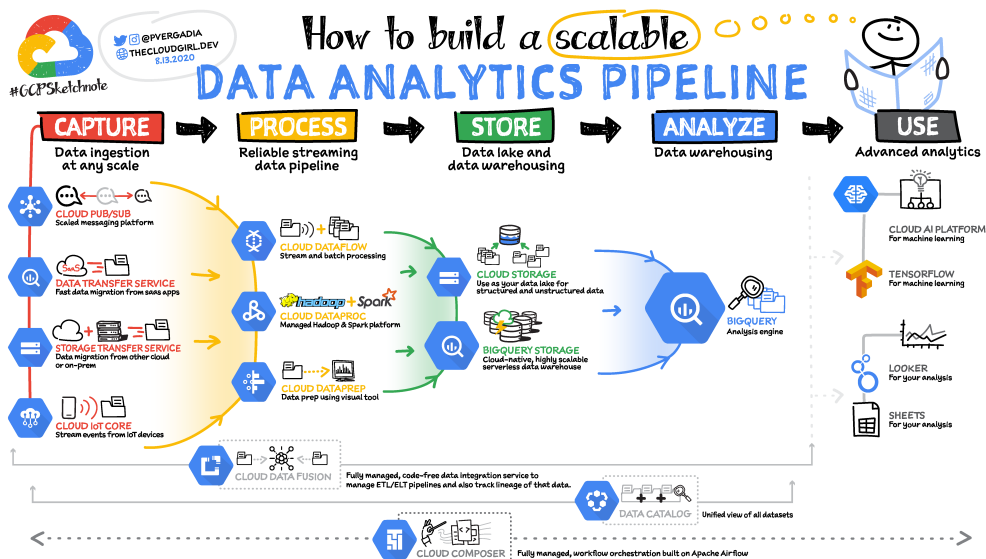 How to build a scalable
DATA ANALYTICS PIPELINE
@PVERGADIA
THECLOUDGIRL.DEV
8.13.2020
#GCPSketchnote
CAPTURE
Data ingestion
at any scale
PROCESS
Reliable streaming
data pipeline
STORE
Data lake and
data warehousing
ANALYZE
Data warehousing
USE
Advanced analytics
CLOUD PUB/SUB
Scaled messaging platform
SaaS
DATA TRANSFER SERVICE
Fast data migration from saas apps
STORAGE TRANSFER SERVICE
Data migration from other cloud
or on-prem
CLOUD IoT CORE
Stream events from IoT devices
CLOUD DATAFLOW
Stream and batch processing
hadoop + Spark
CLOUD DATAPROC
Managed Hadoop & Spark platform
CLOUD DATAPREP
Data prep using visual tool
CLOUD STORAGE
Use as your data lake for
structured and unstructured data
BIGQUERY STORAGE
Cloud-native, highly scalable
serverless data warehouse
BIGQUERY
Analysis engine
CLOUD AI PLATFORM
For machine learning
TENSORFLOW
For machine learning
LOOKER
For your analysis
SHEETS
For your analysis
CLOUD DATA FUSION
Fully managed, code-free data integration service to
manage ETL/ELT pipelines and also track lineage of that data.
DATA CATALOG
Unified view of all datasets
CLOUD COMPOSER
Fully managed, workflow orchestration built on Apache Airflow